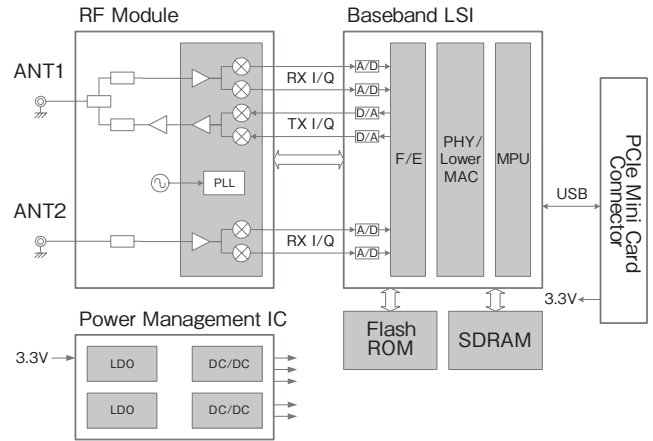 RF Module
Baseband LSI
ANT1
RX I/Q
A/D
A/D
TX I/Q
D/A
D/A
F/E
PHY/
Lower
MAC
MPU
PLL
USB
PCIe Mini Card
Connector
ANT2
RX I/Q
A/D
A/D
3.3V
Flash
ROM
SDRAM
Power Management IC
3.3V
LDO
DC/DC
LDO
DC/DC